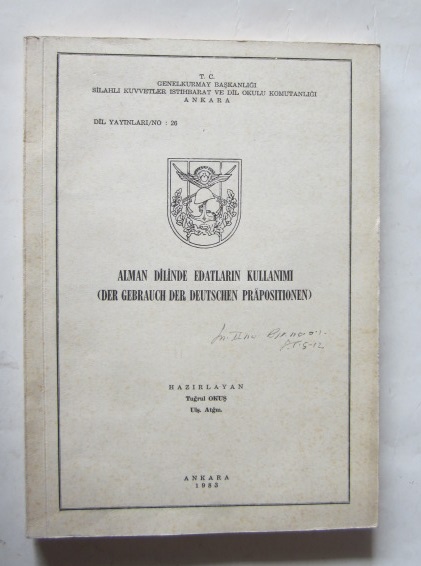 T. C.
GENELKURMAY BAŞKANLIĞI
SİLAHLI KUVVETLER İSTİHBARAT VE DİL OKULU KOMUTANLIĞI
ANKARA
DİL YAYINLARI/NO : 26
ALMAN DİLİNDE EDATLARIN KULLANIMI
(DER GEBRAUCH DER DEUTSCHEN PRÄPOSITIONEN)
HAZIRLAYAN
Tuğrul OKUŞ
Ulş. Atğm.
ANKARA
1983